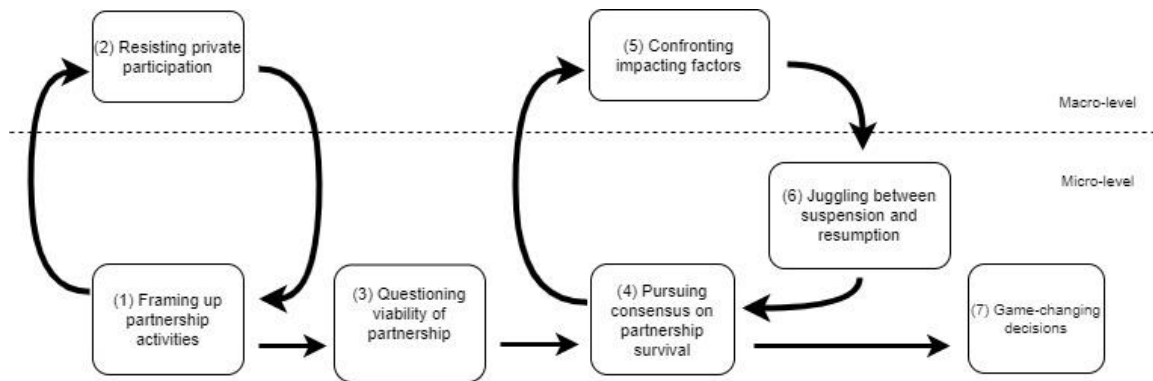 (2) Resisting private
participation
(5) Confronting
impacting factors
Macro-level
Micro-level
(6) Juggling between
suspension and
resumption
(1) Framing up
partnership
activities
(3) Questioning
viability of
partnership
(4) Pursuing
consensus on
partnership
survival
(7) Game-changing
decisions